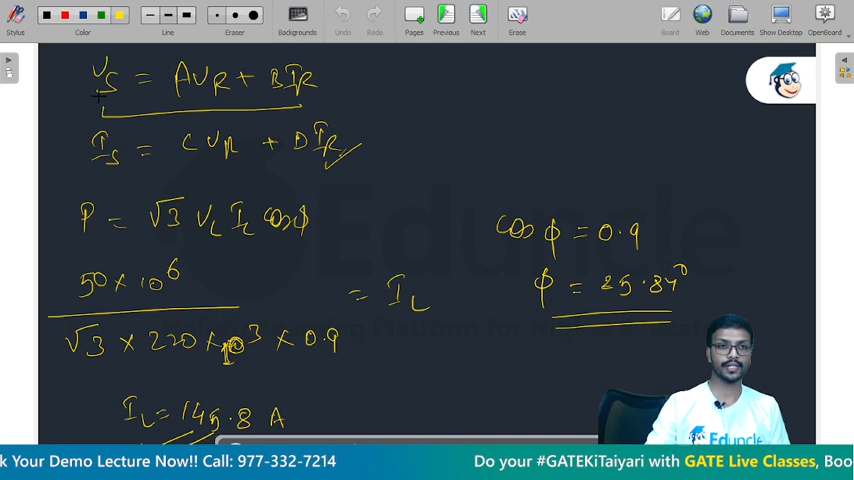 Stylus
Colors
Line
Eraser
Backgrounds
Undo
Redo
Pages
Previous
Next
Erase
Board
Web
Documents
Show Desktop
OpenBoard
VS = AVR + BIR
IS = CVR + DIR
P = √3 VL IL cosφ
cos φ = 0.9
50 × 10^6
= IL
φ = 25.84°
√3 × 220 × 10^3 × 0.9
IL = 145.8 A
Eduncle
Eduncle
k Your Demo Lecture Now!! Call: 977-332-7214
Do your #GATEKiTaiyari with GATE Live Classes, Boo